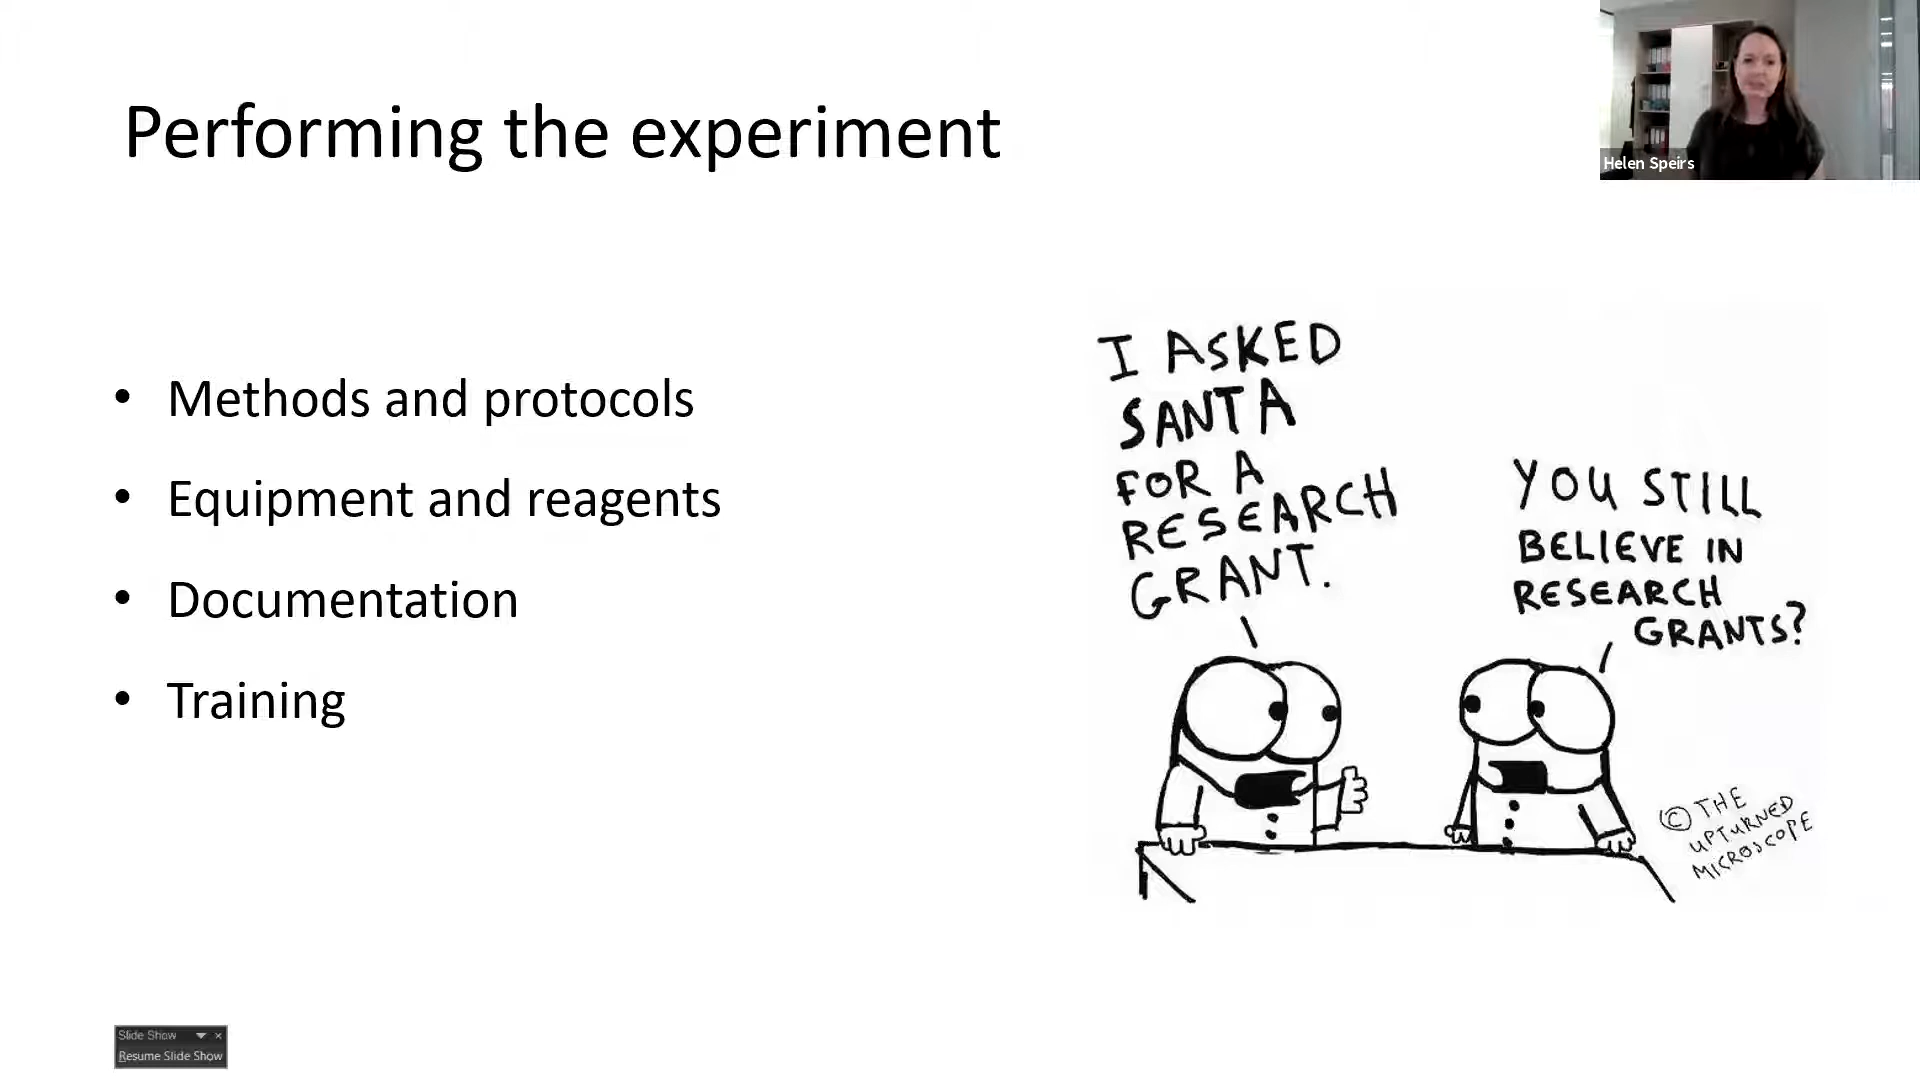 Performing the experiment
Helen Speirs
• Methods and protocols
• Equipment and reagents
• Documentation
• Training
I ASKED
SANTA
FOR A
RESEARCH
GRANT.
YOU STILL
BELIEVE IN
RESEARCH
GRANTS?
© THE
UPTURNED
MICROSCOPE
Slide Show
Resume Slide Show